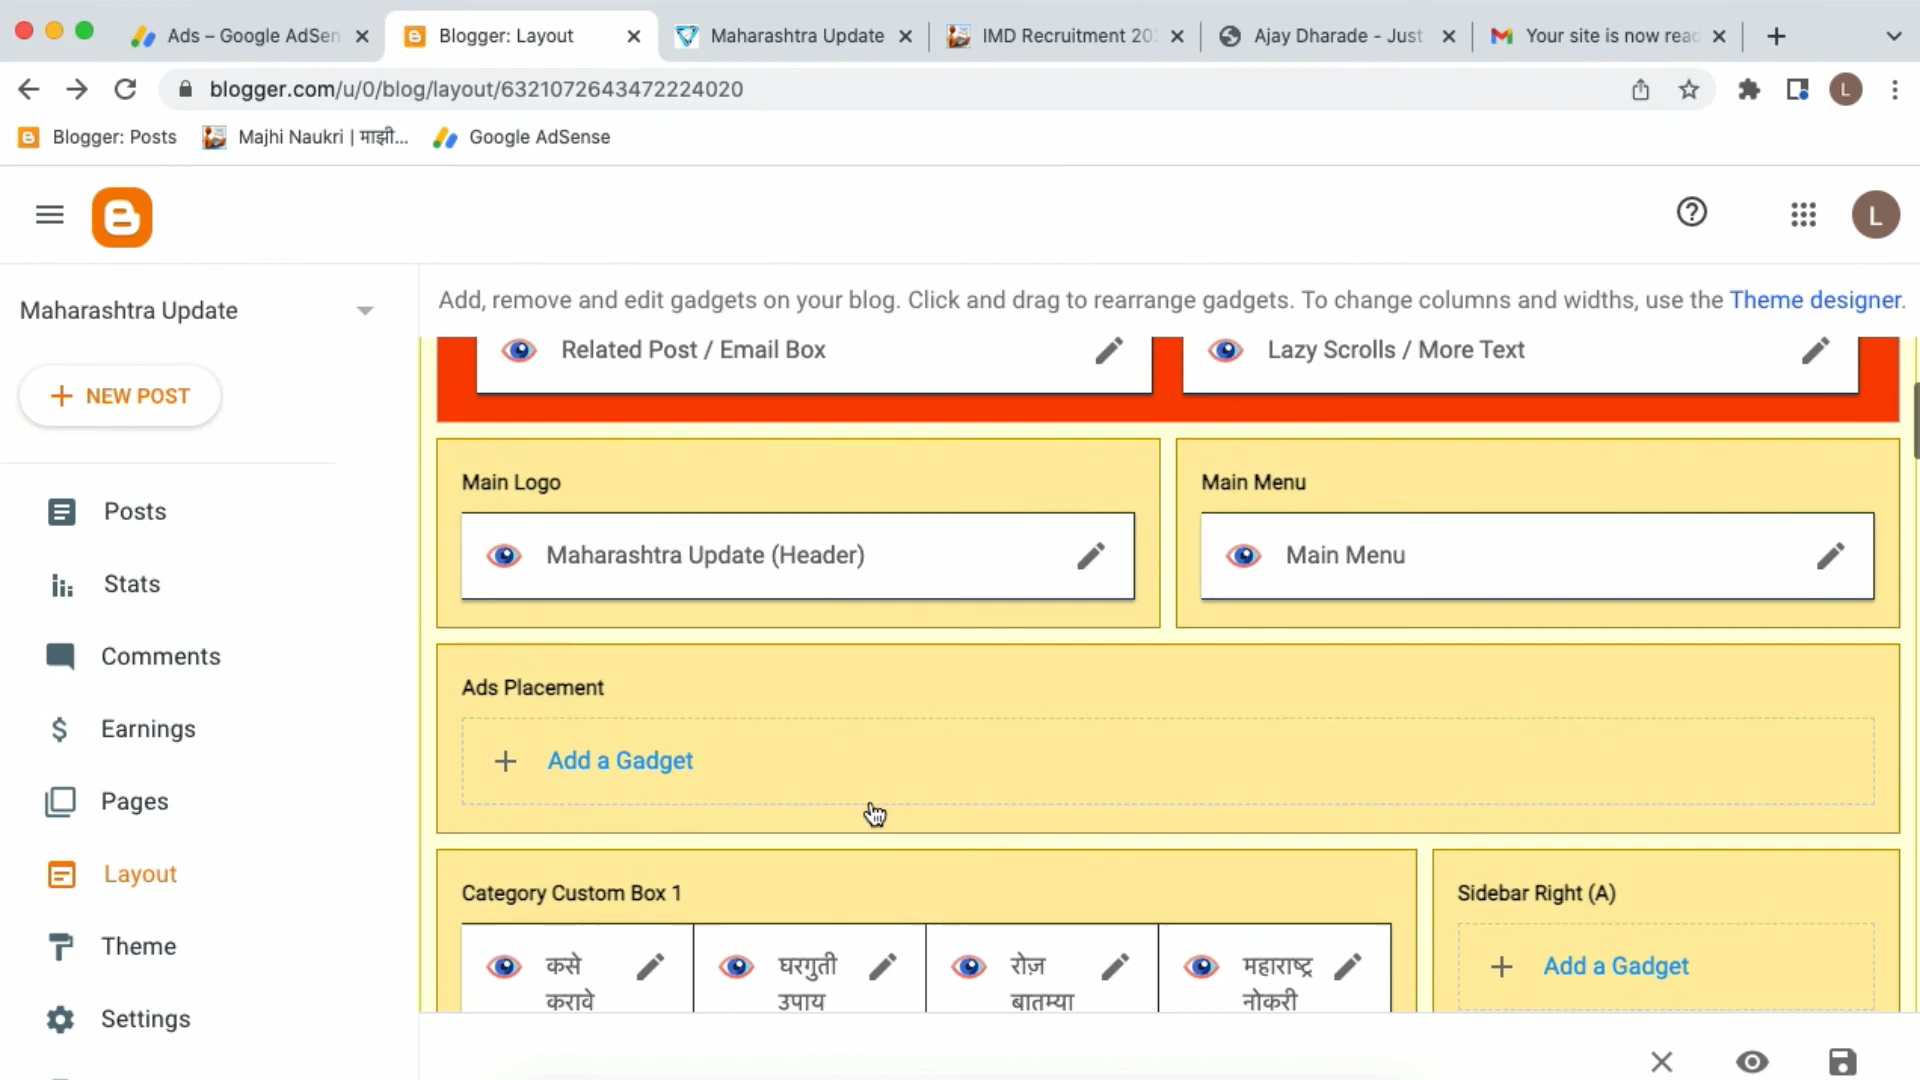 Ads – Google AdSen
Blogger: Layout
Maharashtra Update
IMD Recruitment 20
Ajay Dharade - Just
Your site is now rea
blogger.com/u/0/blog/layout/6321072643472224020
L
Blogger: Posts
Majhi Naukri | माझी...
Google AdSense
L
Maharashtra Update
Add, remove and edit gadgets on your blog. Click and drag to rearrange gadgets. To change columns and widths, use the Theme designer.
NEW POST
Posts
Stats
Comments
Earnings
Pages
Layout
Theme
Settings
Related Post / Email Box
Lazy Scrolls / More Text
Main Logo
Maharashtra Update (Header)
Main Menu
Main Menu
Ads Placement
Add a Gadget
Category Custom Box 1
कसे
करावे
घरगुती
उपाय
रोज़
बातम्या
महाराष्ट्र
नोकरी
Sidebar Right (A)
Add a Gadget